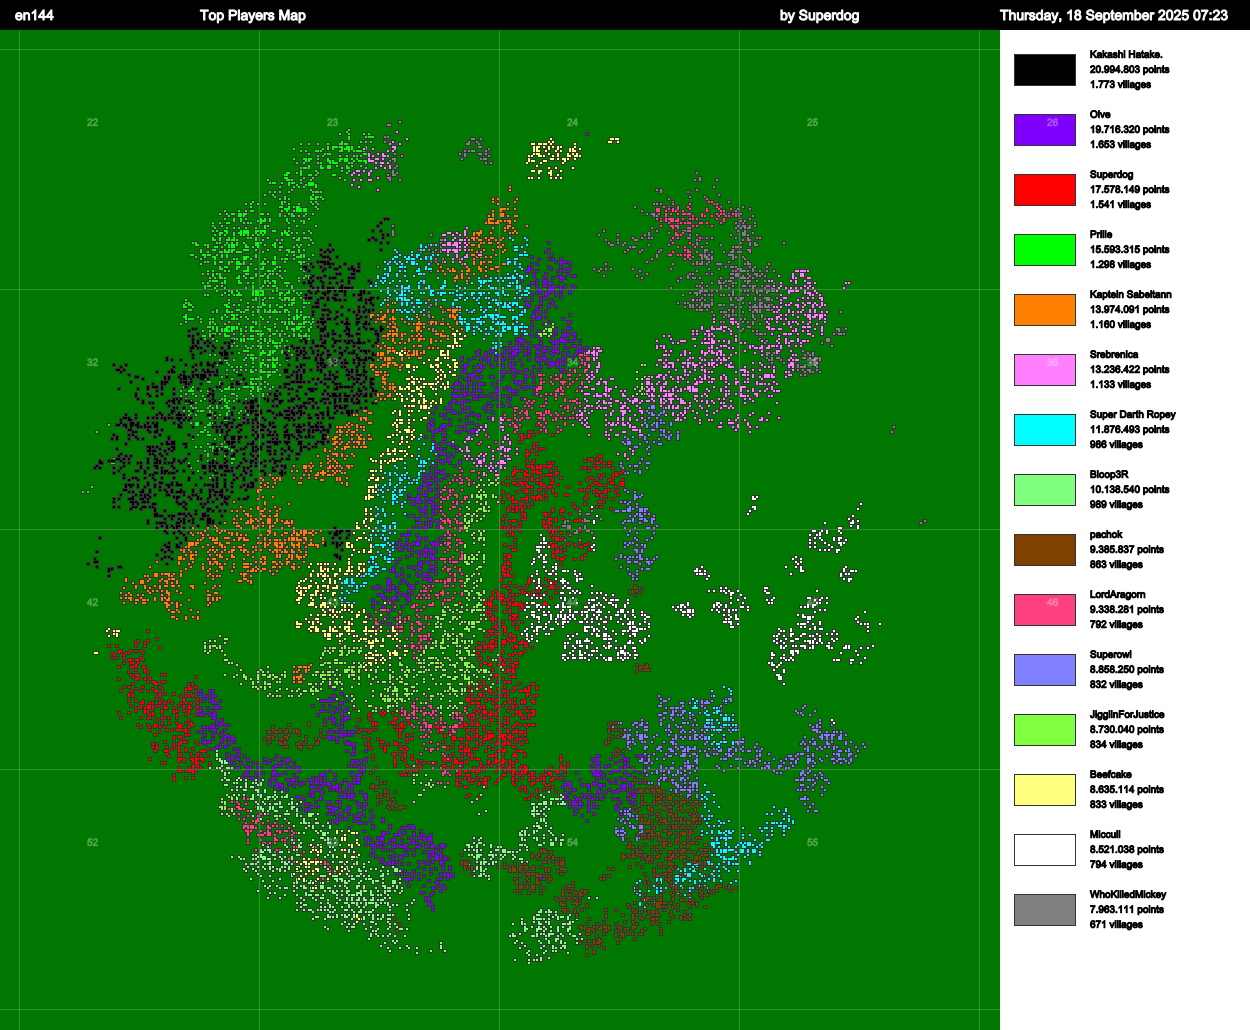 en144 Top Players Map by Superdog Thursday, 18 September 2025 07:23
Kakashi Hatake.
20.994.803 points
1.773 villages
Olve
19.716.320 points
1.653 villages
Superdog
17.578.149 points
1.541 villages
Prille
15.593.315 points
1.298 villages
Kaptein Sabeltann
13.974.091 points
1.160 villages
Srebrenica
13.236.422 points
1.133 villages
Super Darth Ropey
11.876.493 points
986 villages
Bloop3R
10.138.540 points
989 villages
pachok
9.385.837 points
863 villages
LordAragorn
9.338.281 points
792 villages
Superowl
8.858.250 points
832 villages
JigglinForJustice
8.730.040 points
834 villages
Beefcake
8.635.114 points
833 villages
Miccull
8.521.038 points
794 villages
WhoKilledMickey
7.963.111 points
671 villages
22 23 24 25 26
32 33 34 36
42 46
52 54 55